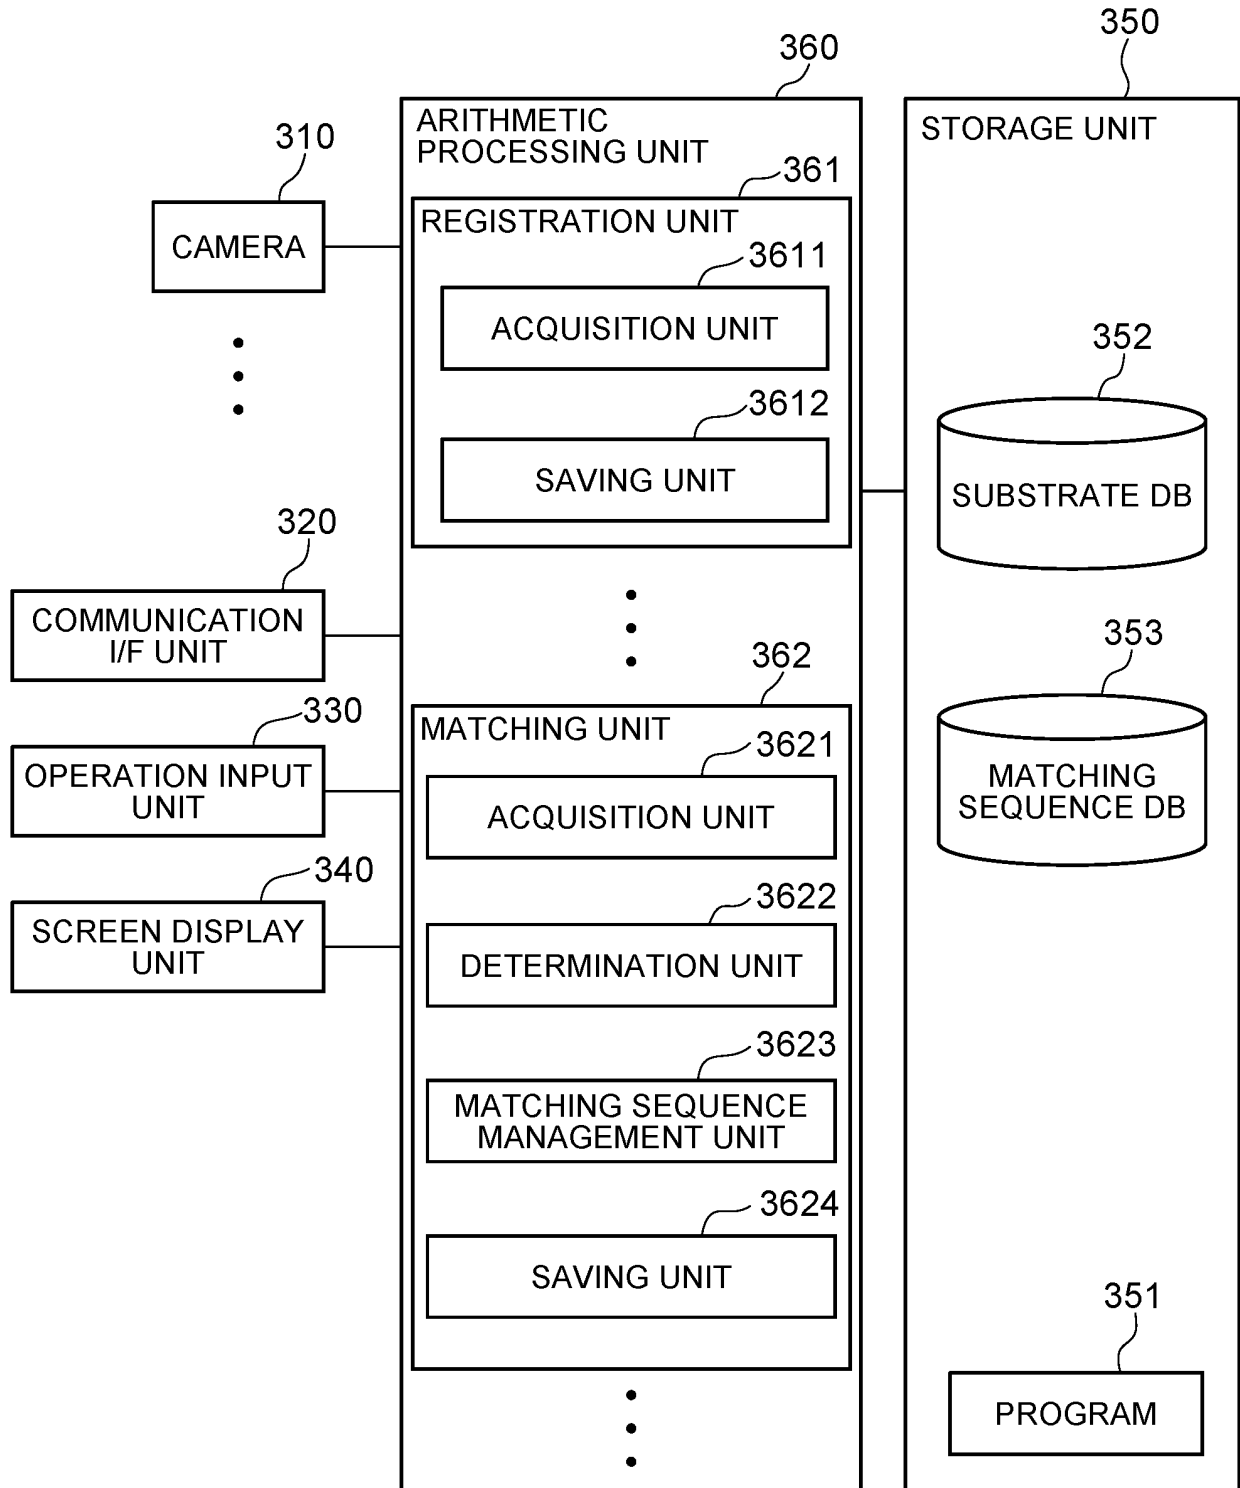 350
360
STORAGE UNIT
ARITHMETIC
PROCESSING UNIT
310
CAMERA
361
REGISTRATION UNIT
3611
ACQUISITION UNIT
3612
SAVING UNIT
352
SUBSTRATE DB
320
COMMUNICATION
I/F UNIT
353
MATCHING
SEQUENCE DB
362
MATCHING UNIT
330
OPERATION INPUT
UNIT
3621
ACQUISITION UNIT
340
SCREEN DISPLAY
UNIT
3622
DETERMINATION UNIT
3623
MATCHING SEQUENCE
MANAGEMENT UNIT
3624
SAVING UNIT
351
PROGRAM